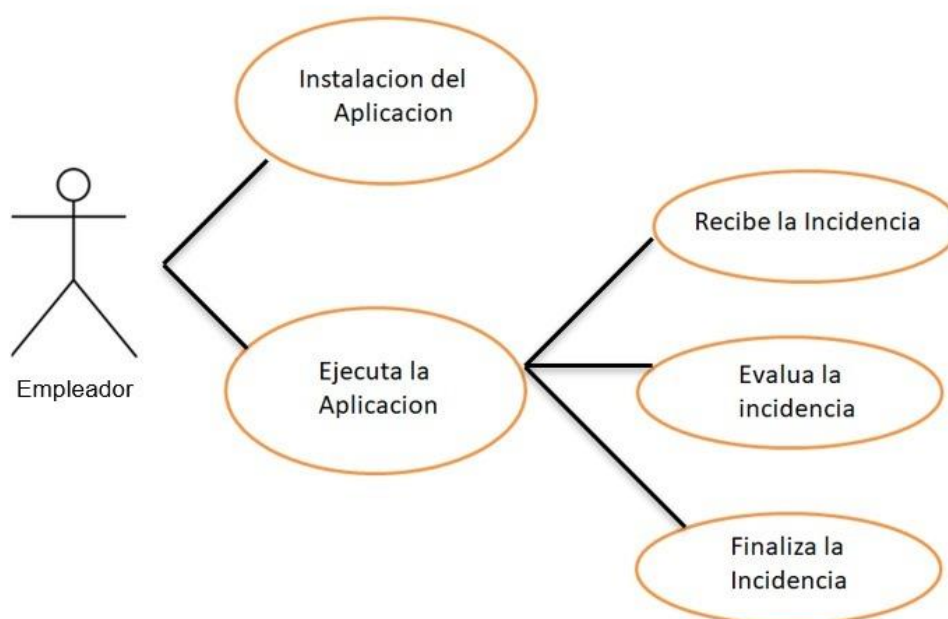 Instalacion del
Aplicacion
Recibe la Incidencia
Empleador
Ejecuta la
Aplicacion
Evalua la
incidencia
Finaliza la
Incidencia